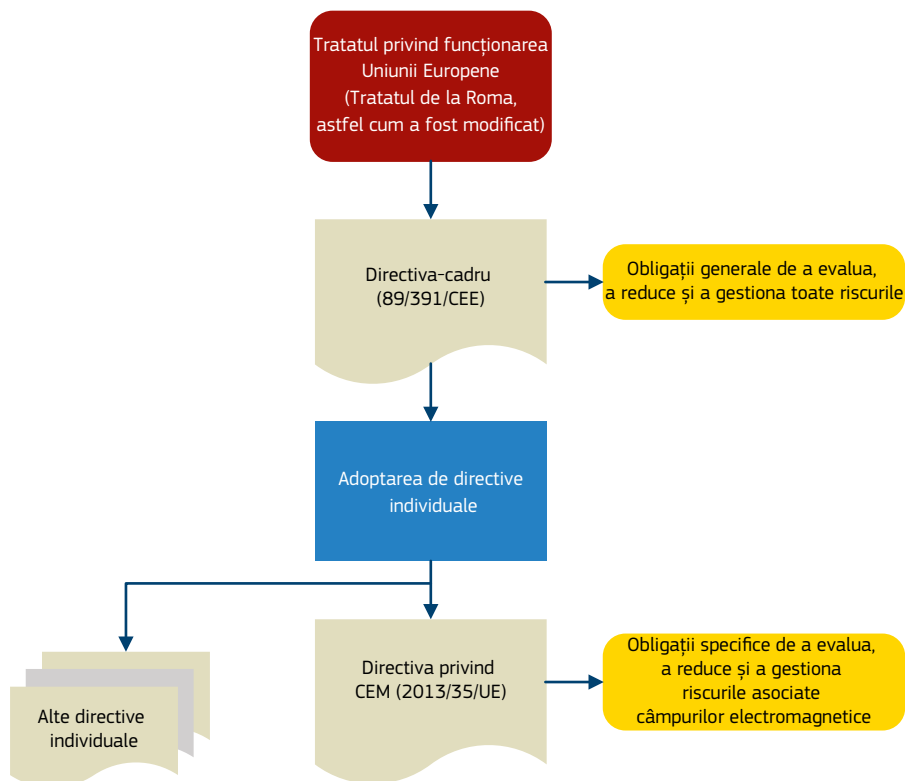 Tratatul privind funcționarea
Uniunii Europene
(Tratatul de la Roma,
astfel cum a fost modificat)
Directiva-cadru
(89/391/CEE)
Obligații generale de a evalua,
a reduce și a gestiona toate riscurile
Adoptarea de directive
individuale
Alte directive
individuale
Directiva privind
CEM (2013/35/UE)
Obligații specifice de a evalua,
a reduce și a gestiona
riscurile asociate
câmpurilor electromagnetice